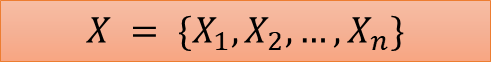 X = {X₁, X₂, …, Xₙ}